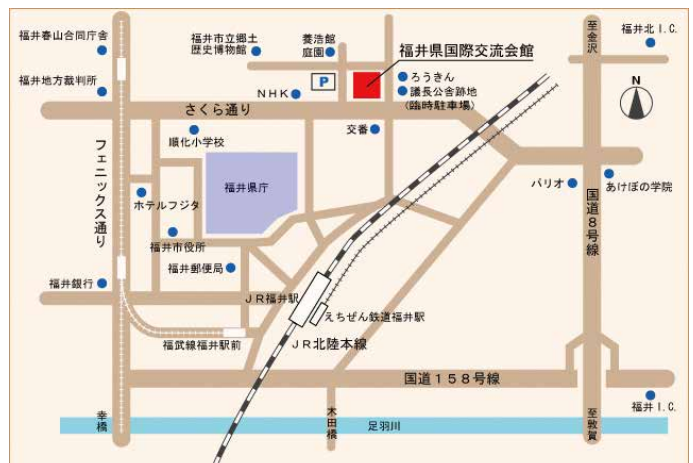 福井春山合同庁舎
福井地方裁判所
福井市立郷土
歴史博物館
養浩館
庭園
福井県国際交流会館
P
ろうきん
議長公舎跡地
(臨時駐車場)
至金沢
福井北I.C.
N
NHK
さくら通り
交番
順化小学校
フェニックス通り
福井県庁
ホテルフジタ
福井市役所
福井郵便局
福井銀行
JR福井駅
えちぜん鉄道福井駅
福武線福井駅前
JR北陸本線
バリオ
あけぼの学院
国道8号線
国道158号線
福井I.C.
幸橋
木田橋
足羽川
至敦賀